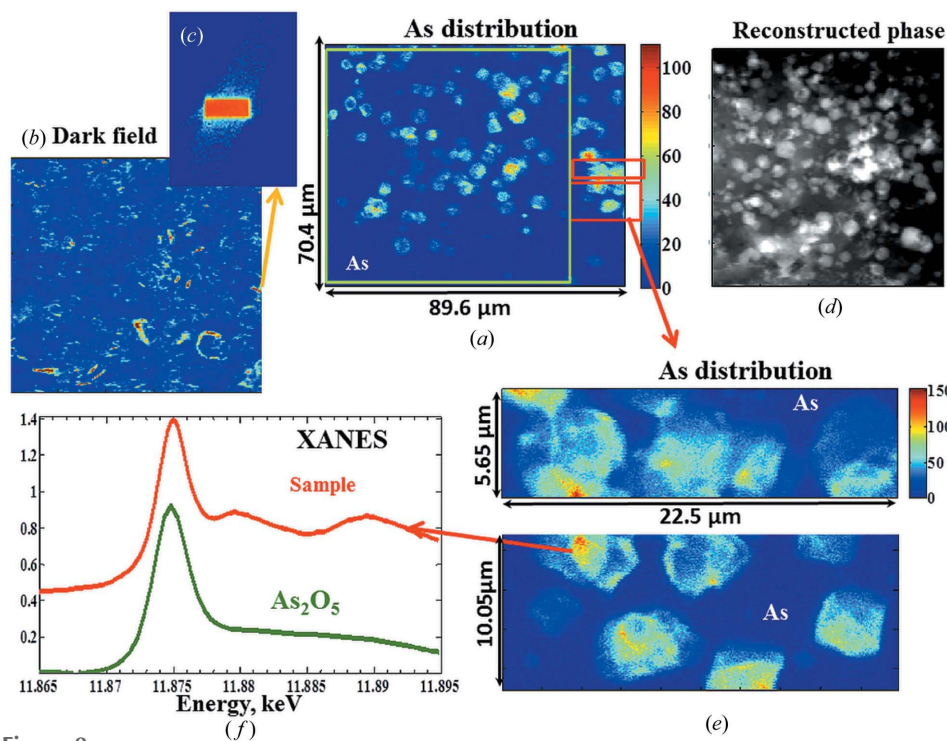 (c)
As distribution
Reconstructed phase
(b) Dark field
70.4 µm
As
100
80
60
40
20
0
89.6 µm
(a)
(d)
As distribution
1.4
1.2
1
0.8
0.6
0.4
0.2
XANES
Sample
As2O5
11.865 11.87 11.875 11.88 11.885 11.89 11.895
Energy, keV
(f)
5.65 µm
As
150
100
50
0
22.5 µm
10.05µm
As
(e)